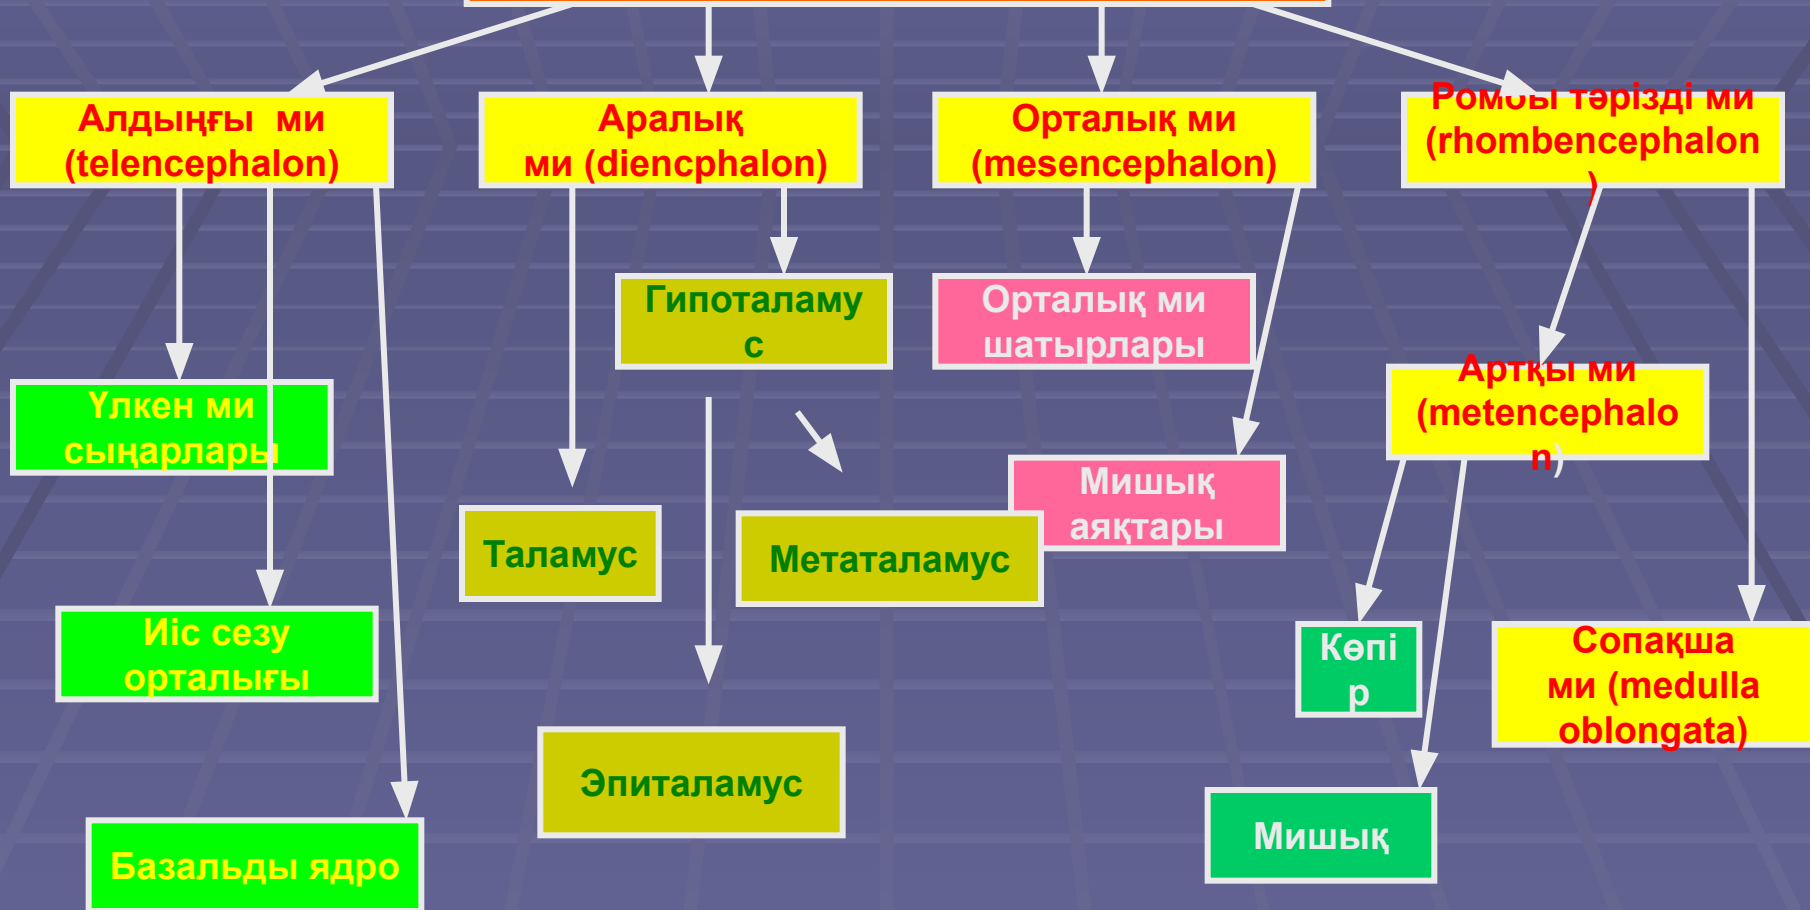 Алдыңғы ми
(telencephalon)
Аралық
ми (diencphalon)
Орталық ми
(mesencephalon)
Ромбы тәрізді ми
(rhombencephalon
)
Гипоталаму
с
Орталық ми
шатырлары
Артқы ми
(metencephalo
n)
Үлкен ми
сыңарлары
Мишық
аяқтары
Таламус
Метаталамус
Иіс сезу
орталығы
Көпі
р
Сопақша
ми (medulla
oblongata)
Эпиталамус
Мишық
Базальды ядро